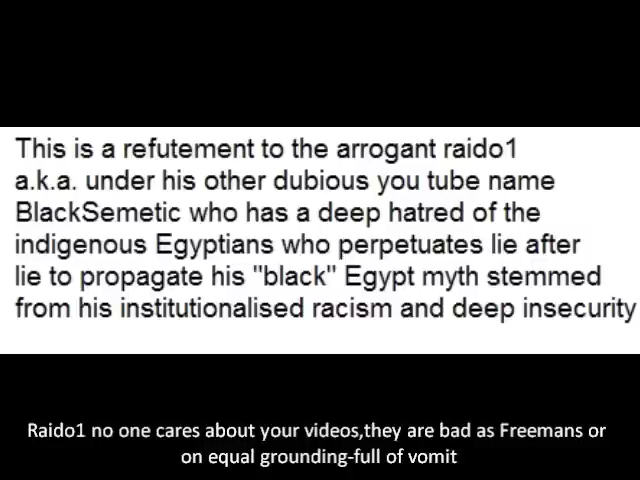 This is a refutement to the arrogant raido1
a.k.a. under his other dubious you tube name
BlackSemetic who has a deep hatred of the
indigenous Egyptians who perpetuates lie after
lie to propagate his "black" Egypt myth stemmed
from his institutionalised racism and deep insecurity
Raido1 no one cares about your videos,they are bad as Freemans or
on equal grounding-full of vomit